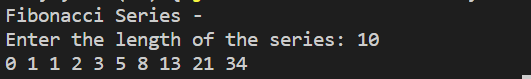 Fibonacci Series -
Enter the length of the series: 10
0 1 1 2 3 5 8 13 21 34